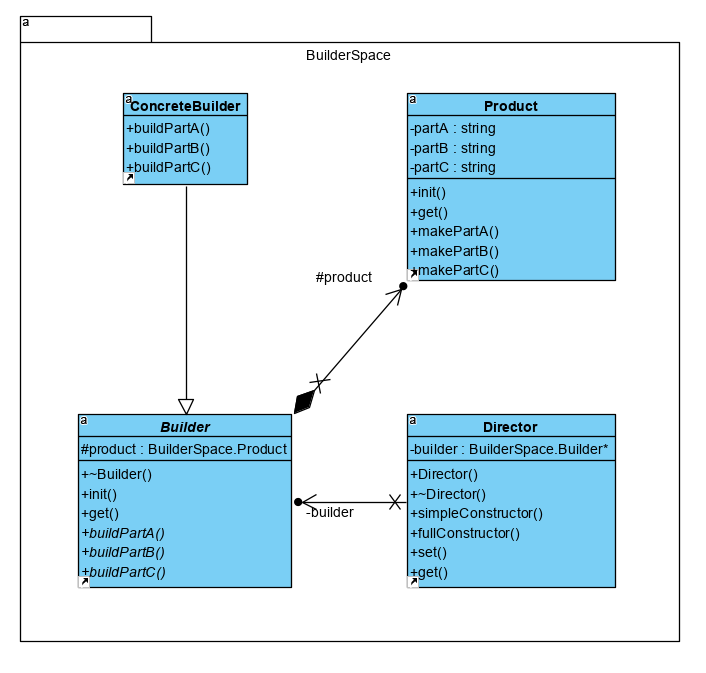 a
BuilderSpace
a
ConcreteBuilder
+buildPartA()
+buildPartB()
+buildPartC()
a
Product
-partA : string
-partB : string
-partC : string
+init()
+get()
+makePartA()
+makePartB()
+makePartC()
#product
a
Builder
#product : BuilderSpace.Product
+~Builder()
+init()
+get()
+buildPartA()
+buildPartB()
+buildPartC()
-builder
a
Director
-builder : BuilderSpace.Builder*
+Director()
+~Director()
+simpleConstructor()
+fullConstructor()
+set()
+get()